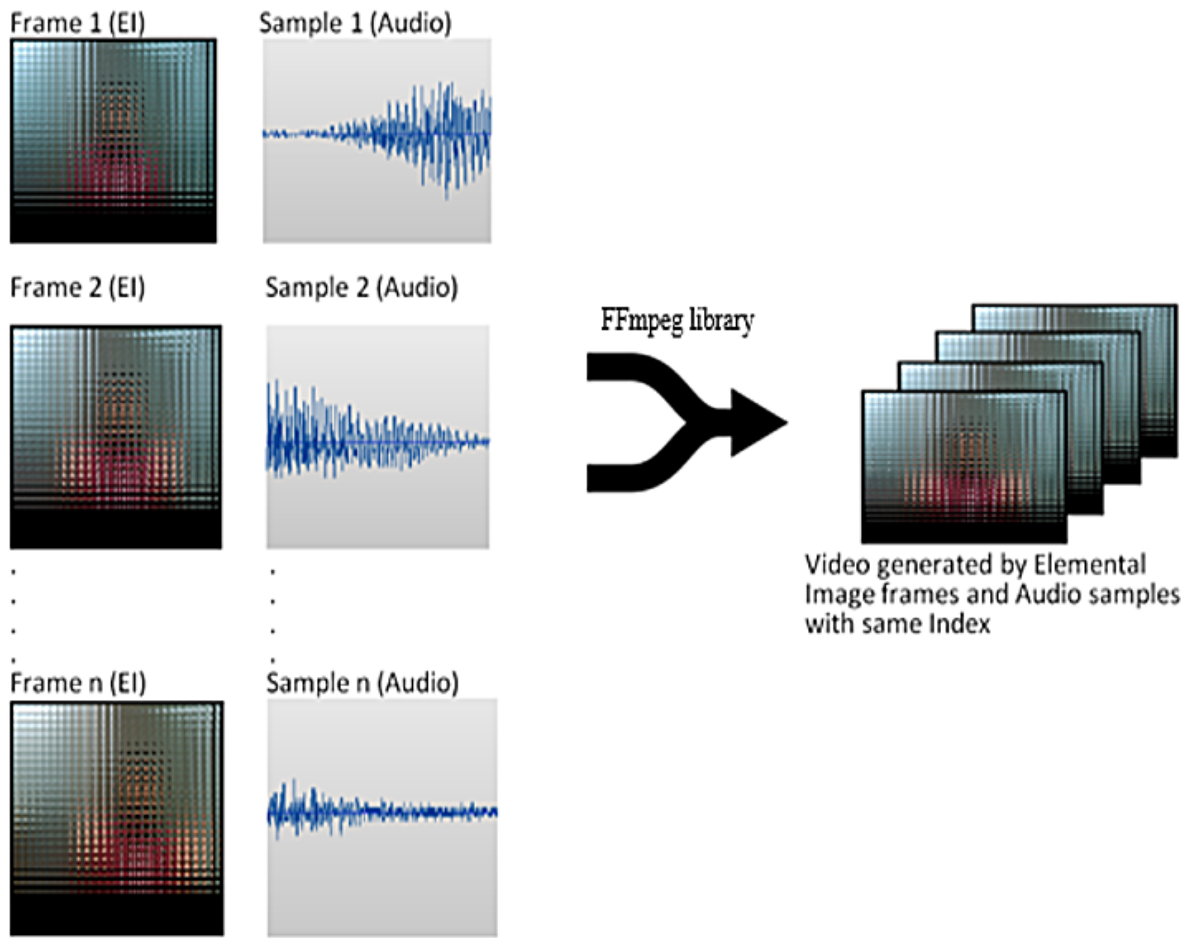 Frame 1 (EI)
Sample 1 (Audio)
Frame 2 (EI)
Sample 2 (Audio)
FFmpeg library
Video generated by Elemental
Image frames and Audio samples
with same Index
Frame n (EI)
Sample n (Audio)